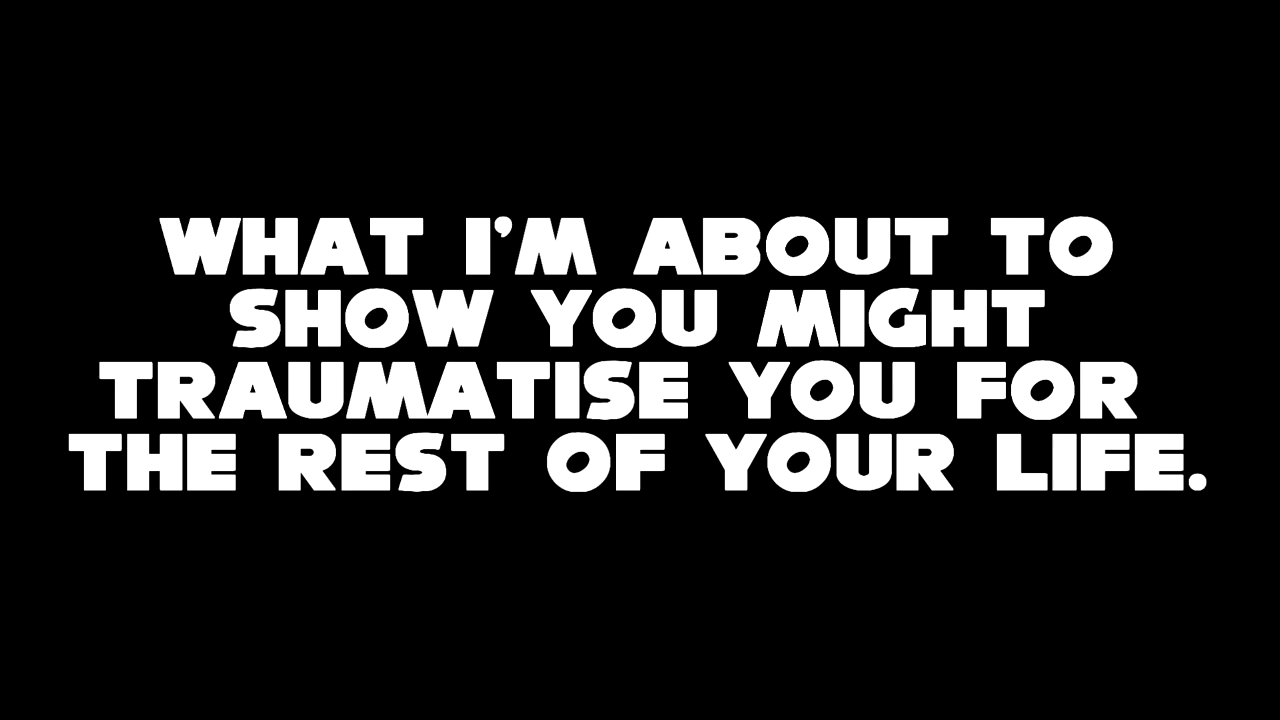 WHAT I'M ABOUT TO
SHOW YOU MIGHT
TRAUMATISE YOU FOR
THE REST OF YOUR LIFE.